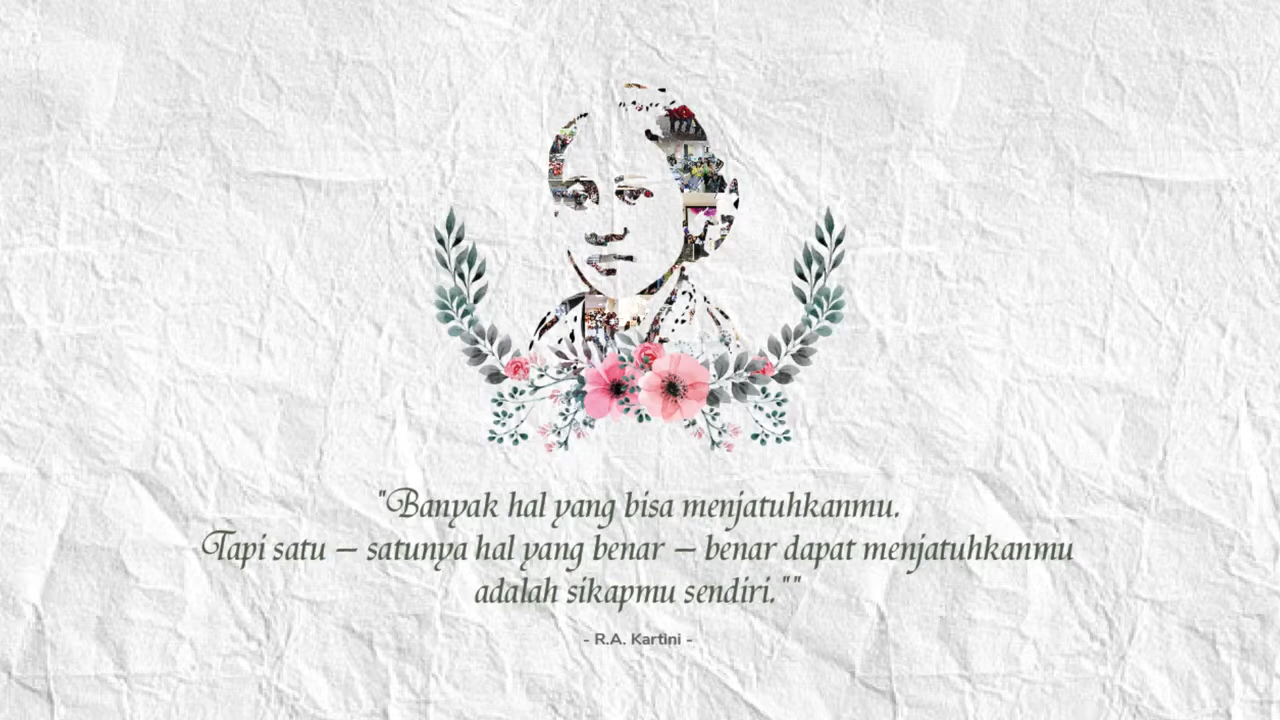 "Banyak hal yang bisa menjatuhkanmu.
Tapi satu – satunya hal yang benar – benar dapat menjatuhkanmu
adalah sikapmu sendiri.""
- R.A. Kartini -